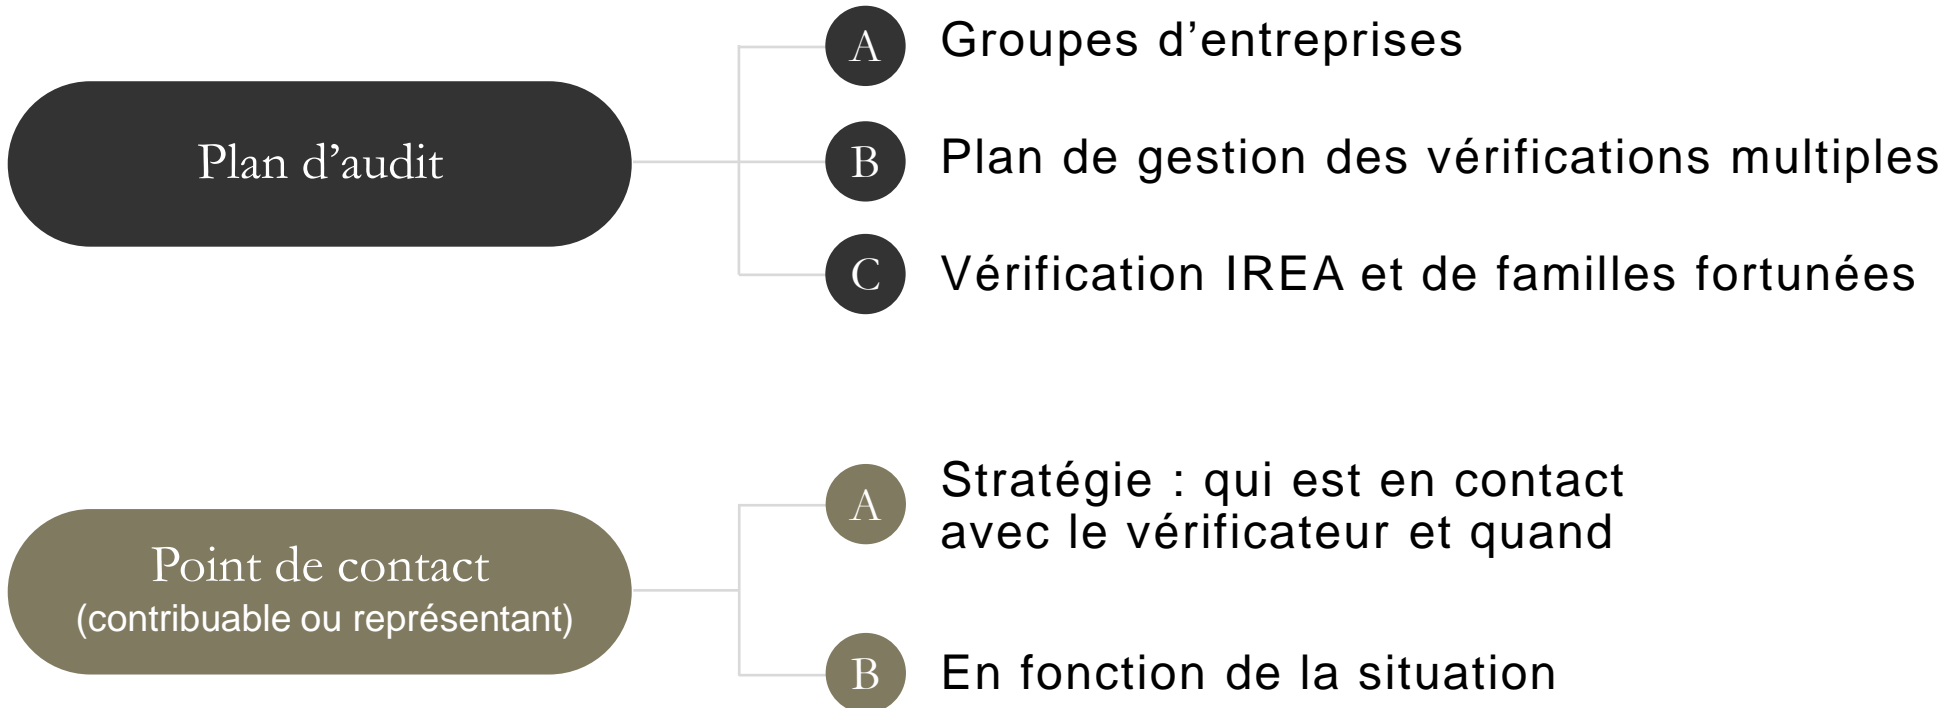 Plan d’audit
A
Groupes d’entreprises
B
Plan de gestion des vérifications multiples
C
Vérification IREA et de familles fortunées
Point de contact
(contribuable ou représentant)
A
Stratégie : qui est en contact
avec le vérificateur et quand
B
En fonction de la situation